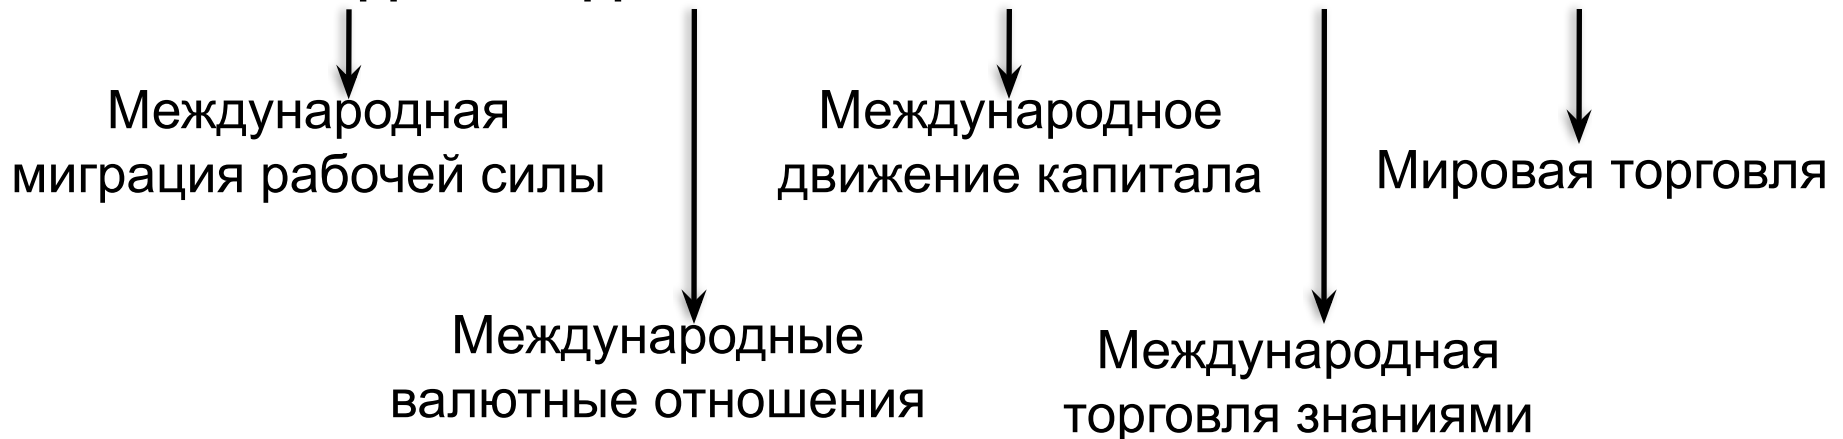 Международная
миграция рабочей силы
Международное
движение капитала
Мировая торговля
Международные
валютные отношения
Международная
торговля знаниями